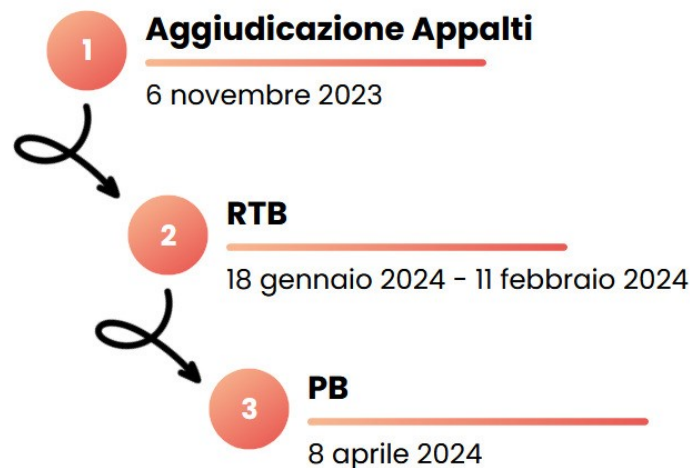 1
Aggiudicazione Appalti
6 novembre 2023
2
RTB
18 gennaio 2024 - 11 febbraio 2024
3
PB
8 aprile 2024